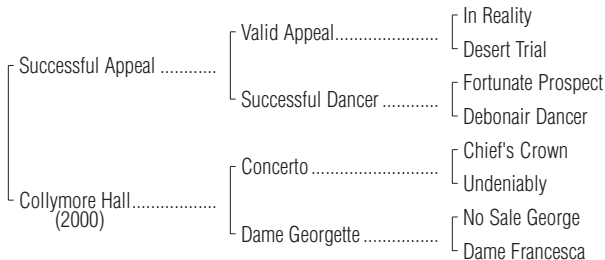 In Reality
Valid Appeal....................
Desert Trial
Successful Appeal ............
Fortunate Prospect
Successful Dancer ...........
Debonair Dancer
Chief's Crown
Concerto .........................
Undeniably
Collymore Hall.................
(2000)
No Sale George
Dame Georgette ...............
Dame Francesca